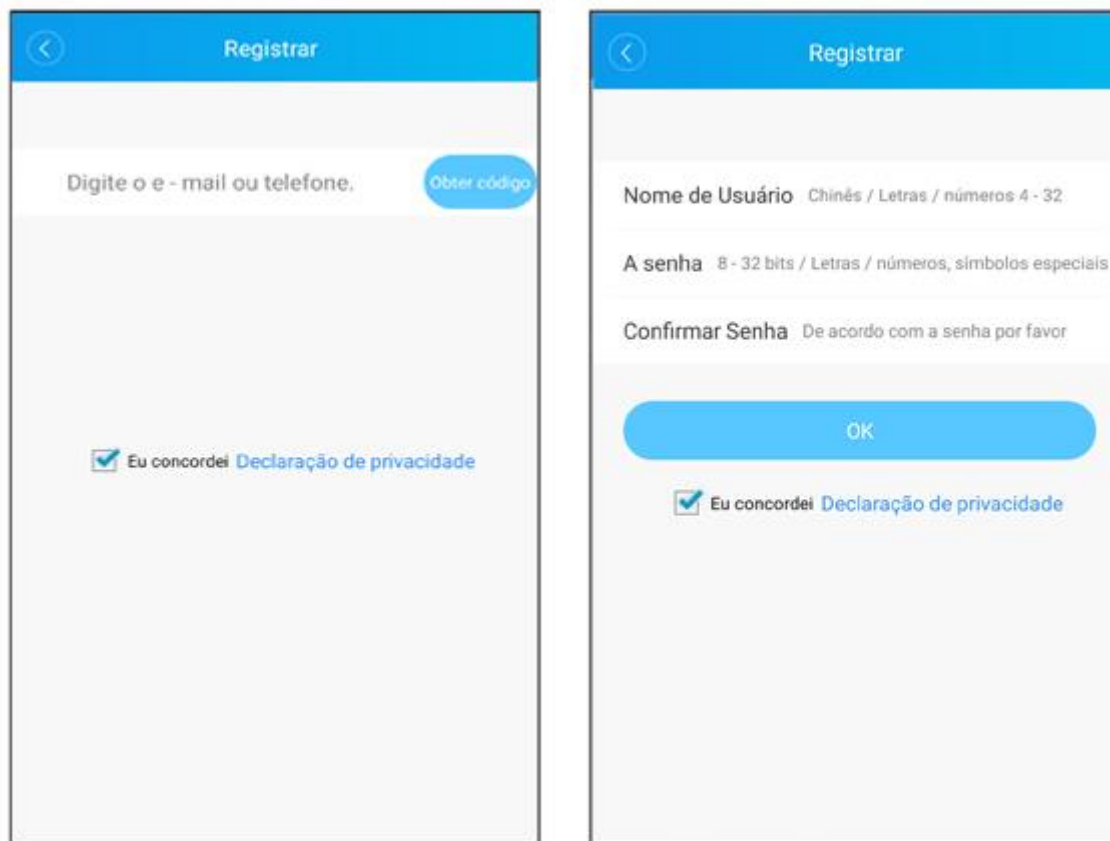 Registrar
Digite o e - mail ou telefone.
Obter código
Eu concordei Declaração de privacidade
Registrar
Nome de Usuário Chinês / Letras / números 4 - 32
A senha 8 - 32 bits / Letras / números, símbolos especiais
Confirmar Senha De acordo com a senha por favor
OK
Eu concordei Declaração de privacidade